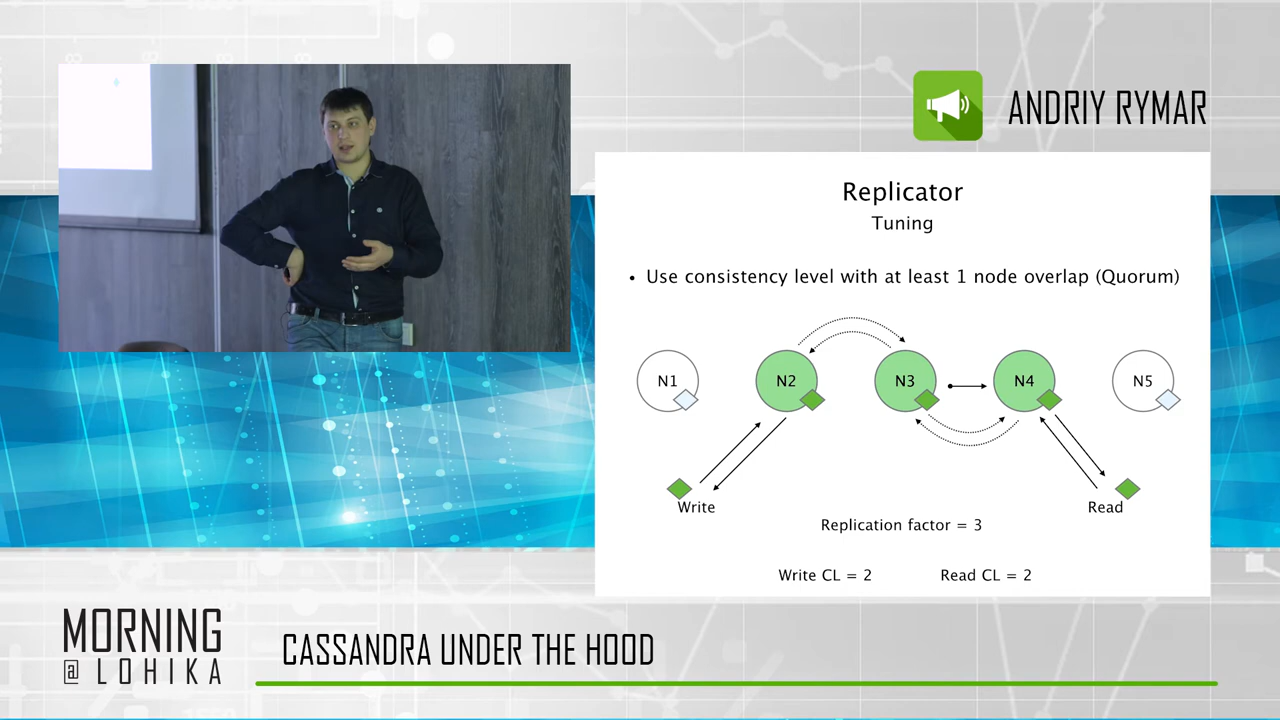 ANDRIY RYMAR
Replicator
Tuning
• Use consistency level with at least 1 node overlap (Quorum)
N1
N2
N3
N4
N5
Write
Read
Replication factor = 3
Write CL = 2
Read CL = 2
MORNING
@ LOHIKA
CASSANDRA UNDER THE HOOD